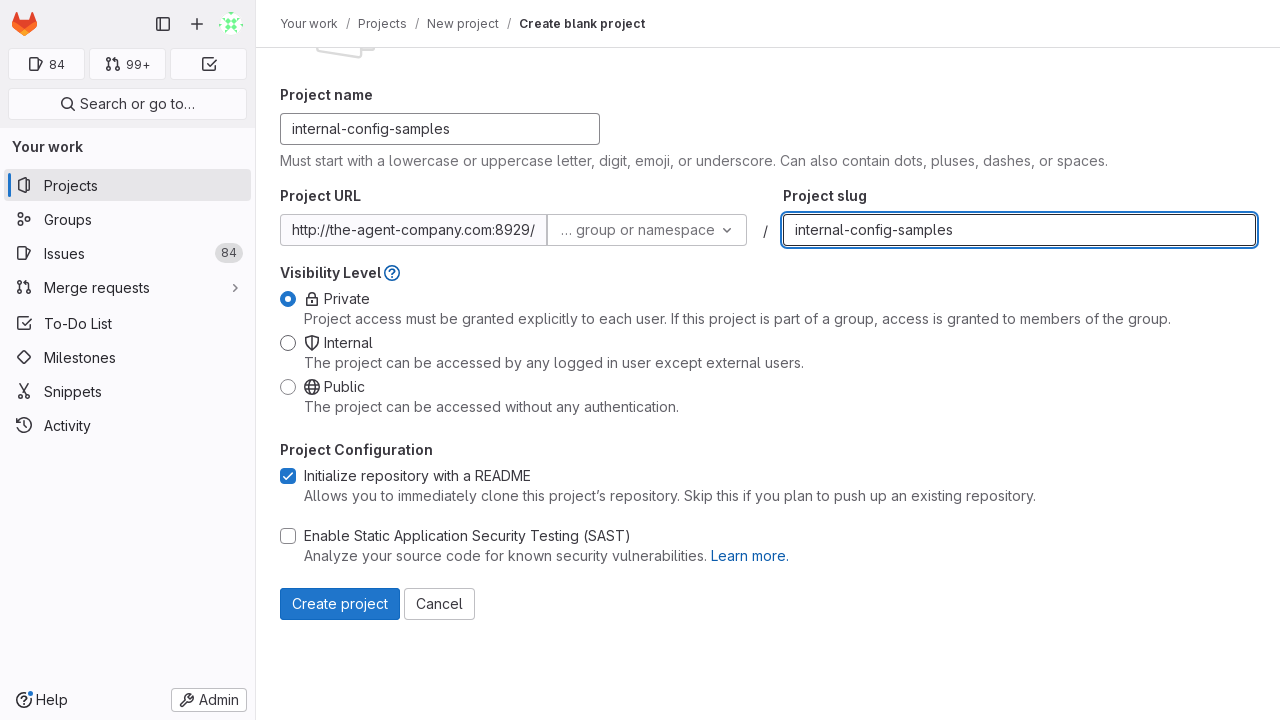 Your work / Projects / New project / Create blank project
84
99+
Search or go to…
Your work
Projects
Groups
Issues 84
Merge requests
To-Do List
Milestones
Snippets
Activity
Help
Admin
Project name
internal-config-samples
Must start with a lowercase or uppercase letter, digit, emoji, or underscore. Can also contain dots, pluses, dashes, or spaces.
Project URL
http://the-agent-company.com:8929/
… group or namespace
/
Project slug
internal-config-samples
Visibility Level
Private
Project access must be granted explicitly to each user. If this project is part of a group, access is granted to members of the group.
Internal
The project can be accessed by any logged in user except external users.
Public
The project can be accessed without any authentication.
Project Configuration
Initialize repository with a README
Allows you to immediately clone this project’s repository. Skip this if you plan to push up an existing repository.
Enable Static Application Security Testing (SAST)
Analyze your source code for known security vulnerabilities. Learn more.
Create project
Cancel